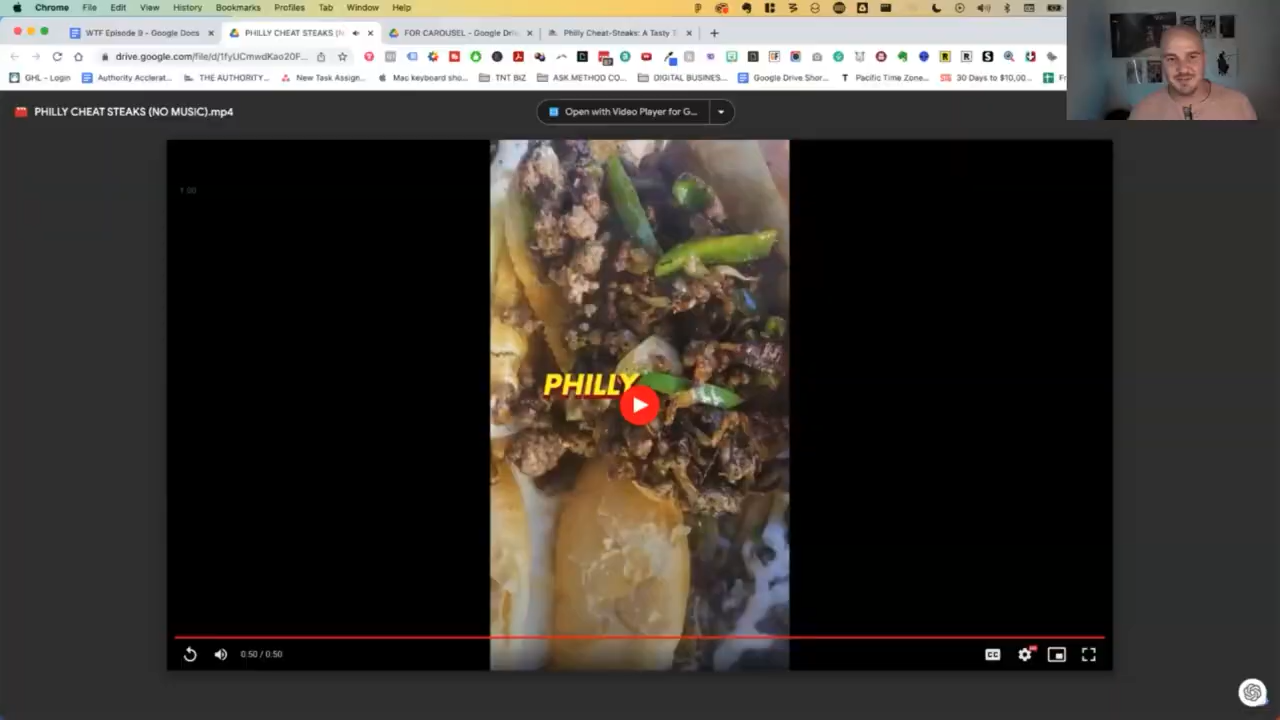 Chrome File Edit View History Bookmarks Profiles Tab Window Help
WTF Episode 9 - Google Docs
PHILLY CHEAT STEAKS (N
FOR CAROUSEL - Google Dri
Philly Cheat-Steaks: A Tasty T
drive.google.com/file/d/1fyUCmwdKao20F...
GHL - Login
Authority Acclerat...
THE AUTHORITY...
New Task Assign...
Mac keyboard sho...
TNT BIZ
ASK METHOD CO...
DIGITAL BUSINES...
Google Drive Shor...
Pacific Time Zone...
30 Days to $10,00...
PHILLY CHEAT STEAKS (NO MUSIC).mp4
Open with Video Player for G...
PHILLY
0:50 / 0:50
CC